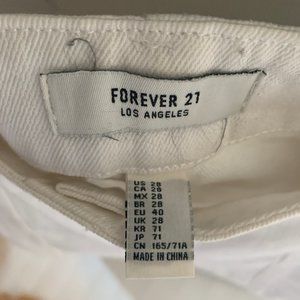 FOREVER 21
LOS ANGELES
US 28
CA 28
MX 28
BR 28
EU 40
UK 28
KR 71
JP 71
CN 165/71A
MADE IN CHINA